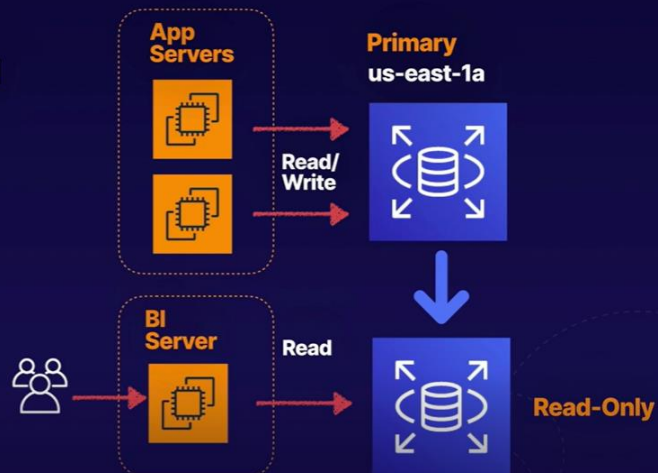 App
Servers
Primary
us-east-1a
Read/
Write
BI
Server
Read
Read-Only